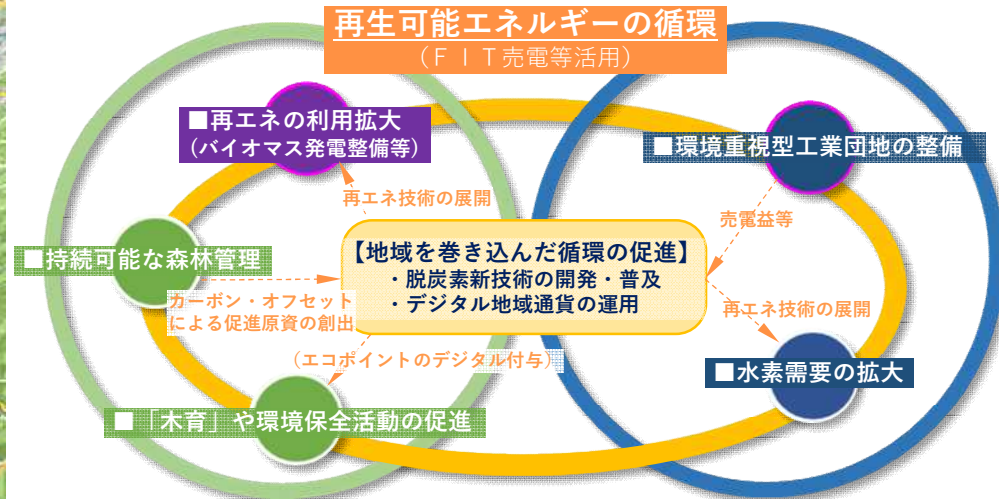 再生可能エネルギーの循環
（ＦＩＴ売電等活用）
■再エネの利用拡大
（バイオマス発電整備等）
■環境重視型工業団地の整備
再エネ技術の展開
売電益等
【地域を巻き込んだ循環の促進】
・脱炭素新技術の開発・普及
・デジタル地域通貨の運用
■持続可能な森林管理
カーボン・オフセット
による促進原資の創出
再エネ技術の展開
（エコポイントのデジタル付与）
■水素需要の拡大
■「木育」や環境保全活動の促進